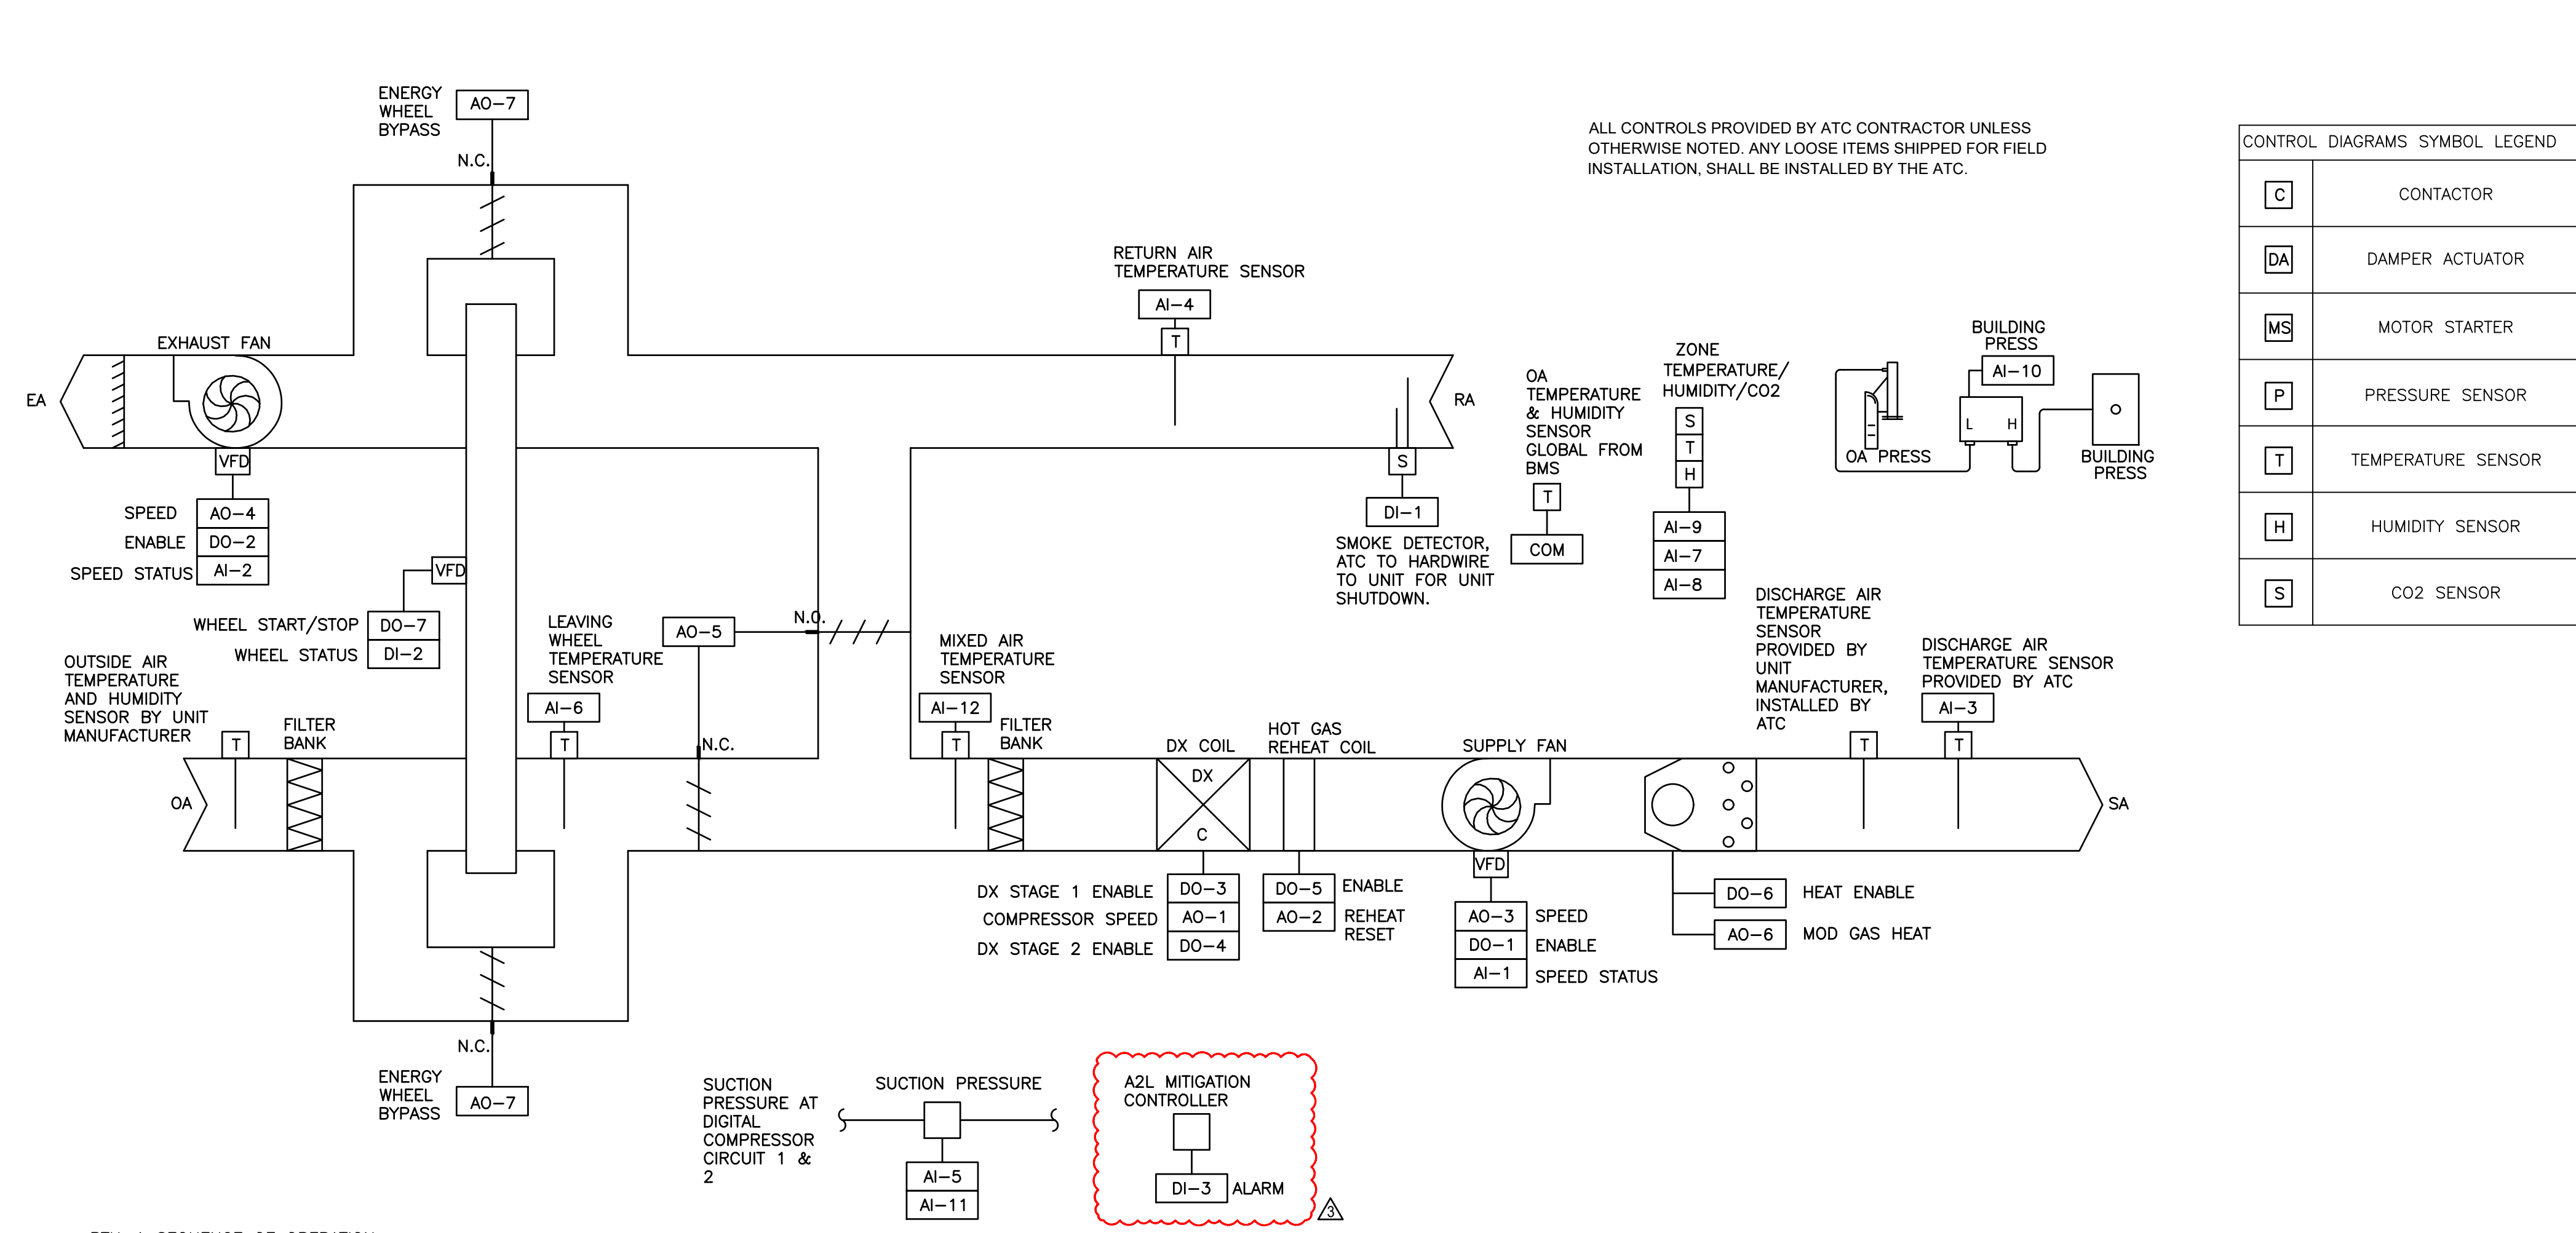 ENERGY
WHEEL
BYPASS
AO-7
N.C.
ALL CONTROLS PROVIDED BY ATC CONTRACTOR UNLESS
OTHERWISE NOTED. ANY LOOSE ITEMS SHIPPED FOR FIELD
INSTALLATION, SHALL BE INSTALLED BY THE ATC.
CONTROL DIAGRAMS SYMBOL LEGEND
C CONTACTOR
DA DAMPER ACTUATOR
MS MOTOR STARTER
P PRESSURE SENSOR
T TEMPERATURE SENSOR
H HUMIDITY SENSOR
S CO2 SENSOR
EXHAUST FAN
EA
VFD
SPEED AO-4
ENABLE DO-2
SPEED STATUS AI-2
RETURN AIR
TEMPERATURE SENSOR
AI-4
T
RA
S
DI-1
SMOKE DETECTOR,
ATC TO HARDWIRE
TO UNIT FOR UNIT
SHUTDOWN.
OA
TEMPERATURE
& HUMIDITY
SENSOR
GLOBAL FROM
BMS
T
COM
ZONE
TEMPERATURE/
HUMIDITY/CO2
S
T
H
AI-9
AI-7
AI-8
OA PRESS
BUILDING
PRESS
AI-10
L H
BUILDING
PRESS
VFD
WHEEL START/STOP DO-7
WHEEL STATUS DI-2
OUTSIDE AIR
TEMPERATURE
AND HUMIDITY
SENSOR BY UNIT
MANUFACTURER
T
FILTER
BANK
OA
LEAVING
WHEEL
TEMPERATURE
SENSOR
AI-6
T
AO-5
N.O.
N.C.
MIXED AIR
TEMPERATURE
SENSOR
AI-12
T
FILTER
BANK
DX COIL
DX
C
DX STAGE 1 ENABLE DO-3
COMPRESSOR SPEED AO-1
DX STAGE 2 ENABLE DO-4
HOT GAS
REHEAT COIL
DO-5 ENABLE
AO-2 REHEAT
RESET
SUPPLY FAN
VFD
AO-3 SPEED
DO-1 ENABLE
AI-1 SPEED STATUS
DO-6 HEAT ENABLE
AO-6 MOD GAS HEAT
DISCHARGE AIR
TEMPERATURE
SENSOR
PROVIDED BY
UNIT
MANUFACTURER,
INSTALLED BY
ATC
T
DISCHARGE AIR
TEMPERATURE SENSOR
PROVIDED BY ATC
AI-3
T
SA
N.C.
ENERGY
WHEEL
BYPASS
AO-7
SUCTION
PRESSURE AT
DIGITAL
COMPRESSOR
CIRCUIT 1 &
2
SUCTION PRESSURE
AI-5
AI-11
A2L MITIGATION
CONTROLLER
DI-3 ALARM
3